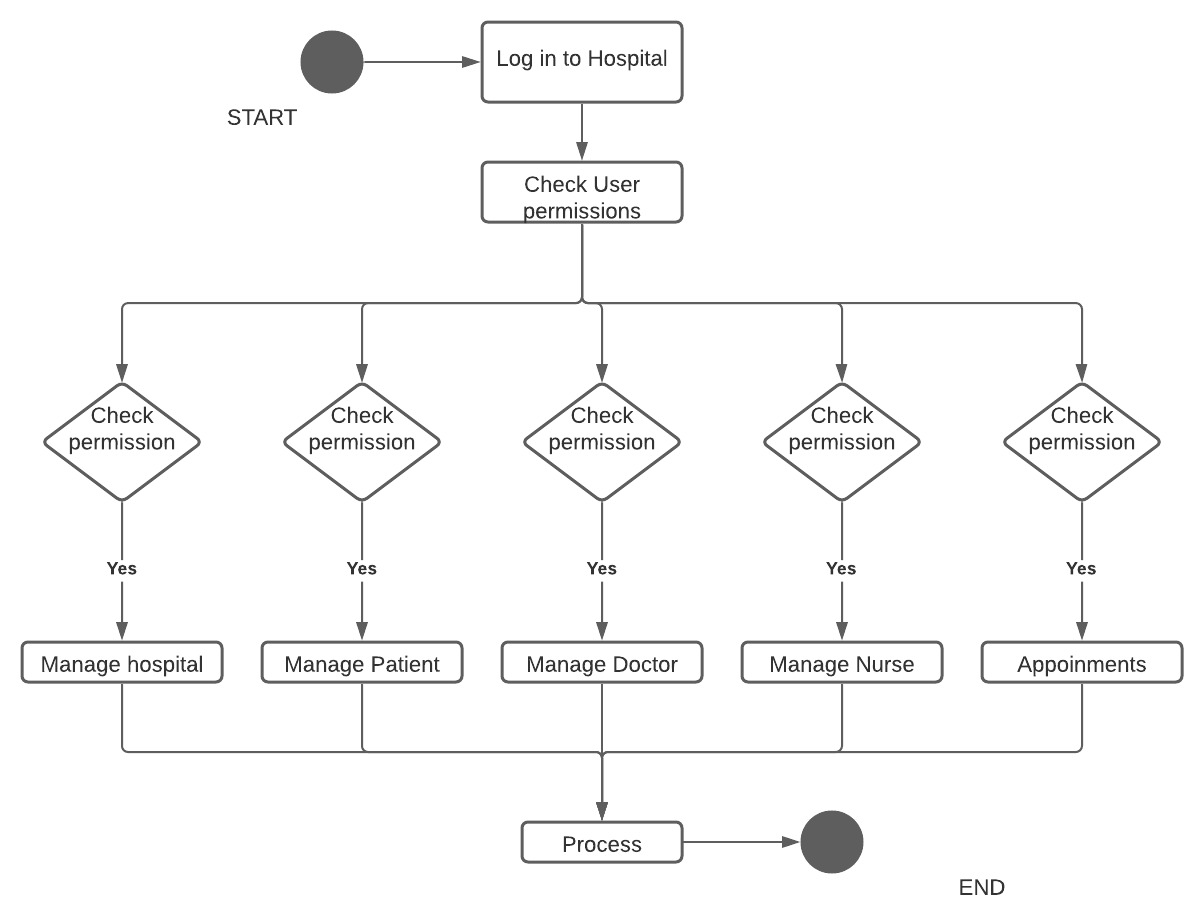 Log in to Hospital
START
Check User
permissions
Check
permission
Check
permission
Check
permission
Check
permission
Check
permission
Yes
Yes
Yes
Yes
Yes
Manage hospital
Manage Patient
Manage Doctor
Manage Nurse
Appoinments
Process
END